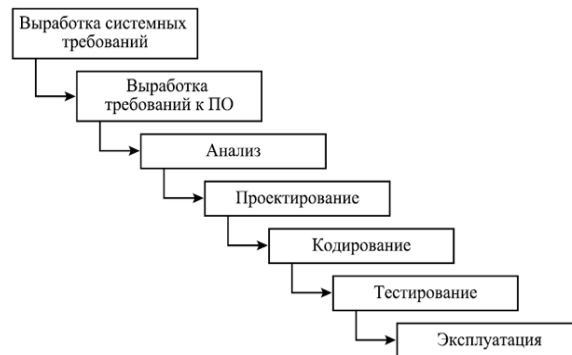 Выработка системных
требований
Выработка
требований к ПО
Анализ
Проектирование
Кодирование
Тестирование
Эксплуатация